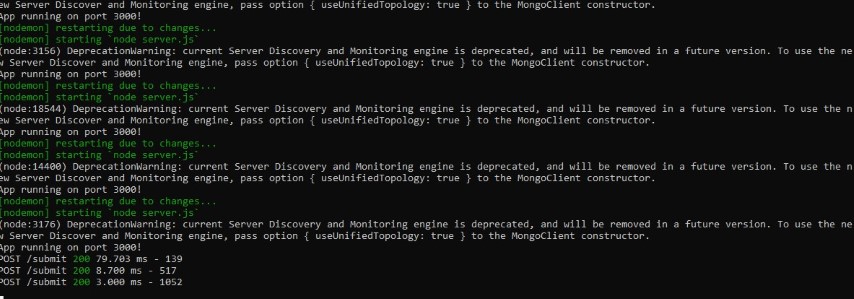 ew Server Discover and Monitoring engine, pass option { useUnifiedTopology: true } to the MongoClient constructor.
App running on port 3000!
[nodemon] restarting due to changes...
[nodemon] starting `node server.js`
(node:3156) DeprecationWarning: current Server Discovery and Monitoring engine is deprecated, and will be removed in a future version. To use the ne
w Server Discover and Monitoring engine, pass option { useUnifiedTopology: true } to the MongoClient constructor.
App running on port 3000!
[nodemon] restarting due to changes...
[nodemon] starting `node server.js`
(node:18544) DeprecationWarning: current Server Discovery and Monitoring engine is deprecated, and will be removed in a future version. To use the n
ew Server Discover and Monitoring engine, pass option { useUnifiedTopology: true } to the MongoClient constructor.
App running on port 3000!
[nodemon] restarting due to changes...
[nodemon] starting `node server.js`
(node:14400) DeprecationWarning: current Server Discovery and Monitoring engine is deprecated, and will be removed in a future version. To use the n
ew Server Discover and Monitoring engine, pass option { useUnifiedTopology: true } to the MongoClient constructor.
App running on port 3000!
[nodemon] restarting due to changes...
[nodemon] starting `node server.js`
(node:3176) DeprecationWarning: current Server Discovery and Monitoring engine is deprecated, and will be removed in a future version. To use the ne
w Server Discover and Monitoring engine, pass option { useUnifiedTopology: true } to the MongoClient constructor.
App running on port 3000!
POST /submit 200 79.703 ms - 139
POST /submit 200 8.700 ms - 517
POST /submit 200 3.000 ms - 1052